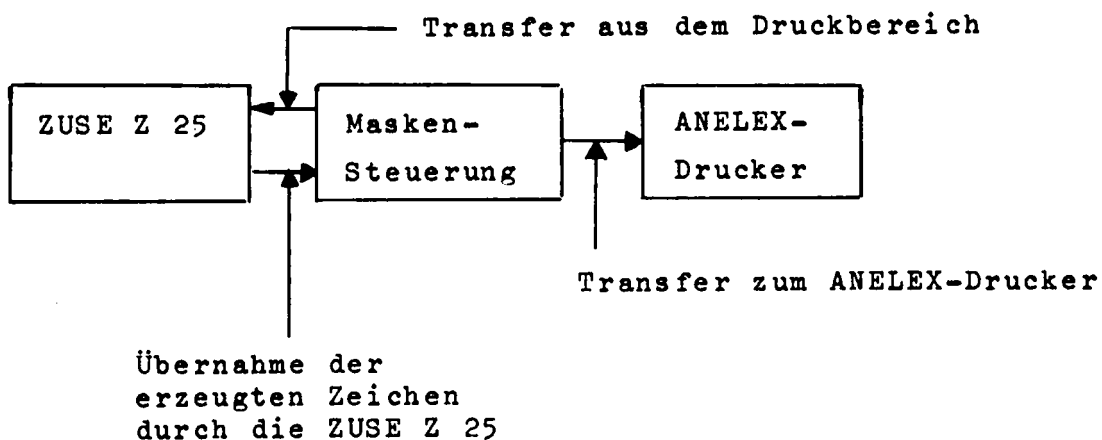 Transfer aus dem Druckbereich
ZUSE Z 25
Masken-
Steuerung
ANELEX-
Drucker
Transfer zum ANELEX-Drucker
Übernahme der
erzeugten Zeichen
durch die ZUSE Z 25